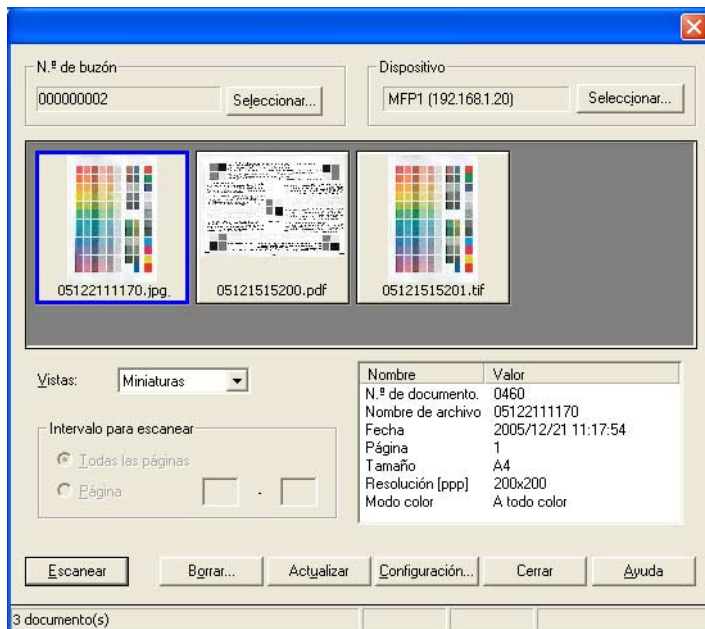 N.º de buzón
000000002
Seleccionar...
Dispositivo
MFP1 (192.168.1.20)
Seleccionar...
05122111170.jpg
05121515200.pdf
05121515201.tif
Vistas:
Miniaturas
Intervalo para escanear
Todas las páginas
Página
-
Nombre Valor
N.º de documento. 0460
Nombre de archivo 05122111170
Fecha 2005/12/21 11:17:54
Página 1
Tamaño A4
Resolución [ppp] 200x200
Modo color A todo color
Escanear
Borrar...
Actualizar
Configuración...
Cerrar
Ayuda
3 documento(s)